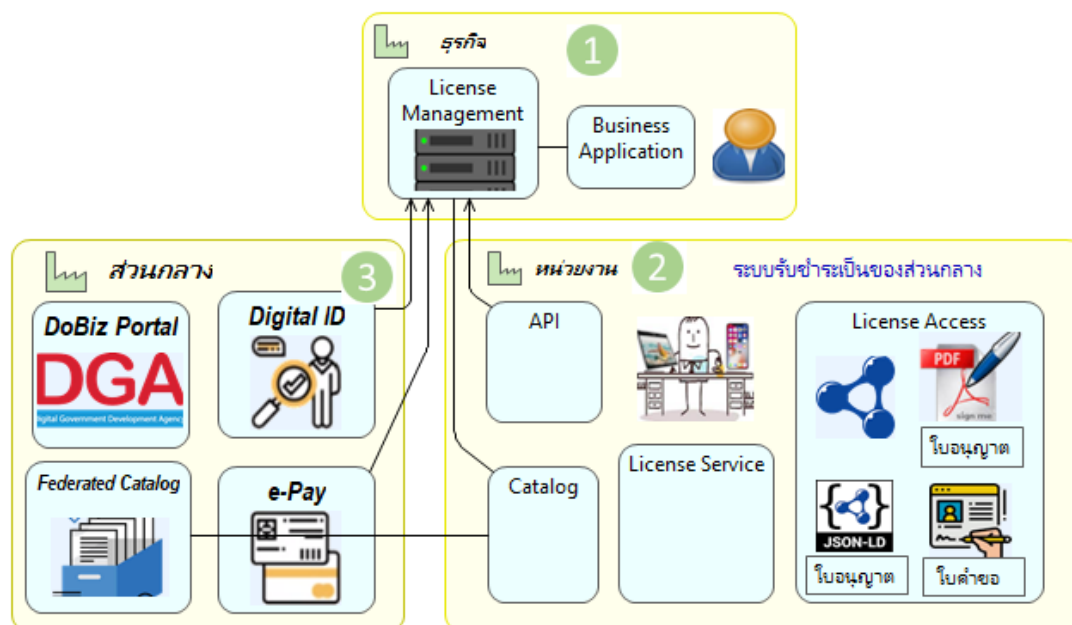 ธุรกิจ
1
License
Management
Business
Application
ส่วนกลาง
3
DoBiz Portal
DGA
Digital Government Development Agency
Digital ID
Federated Catalog
e-Pay
หน่วยงาน
2
ระบบรับชำระเป็นของส่วนกลาง
API
Catalog
License Service
License Access
PDF
sign me
ใบอนุญาต
JSON-LD
ใบอนุญาต
ใบคำขอ